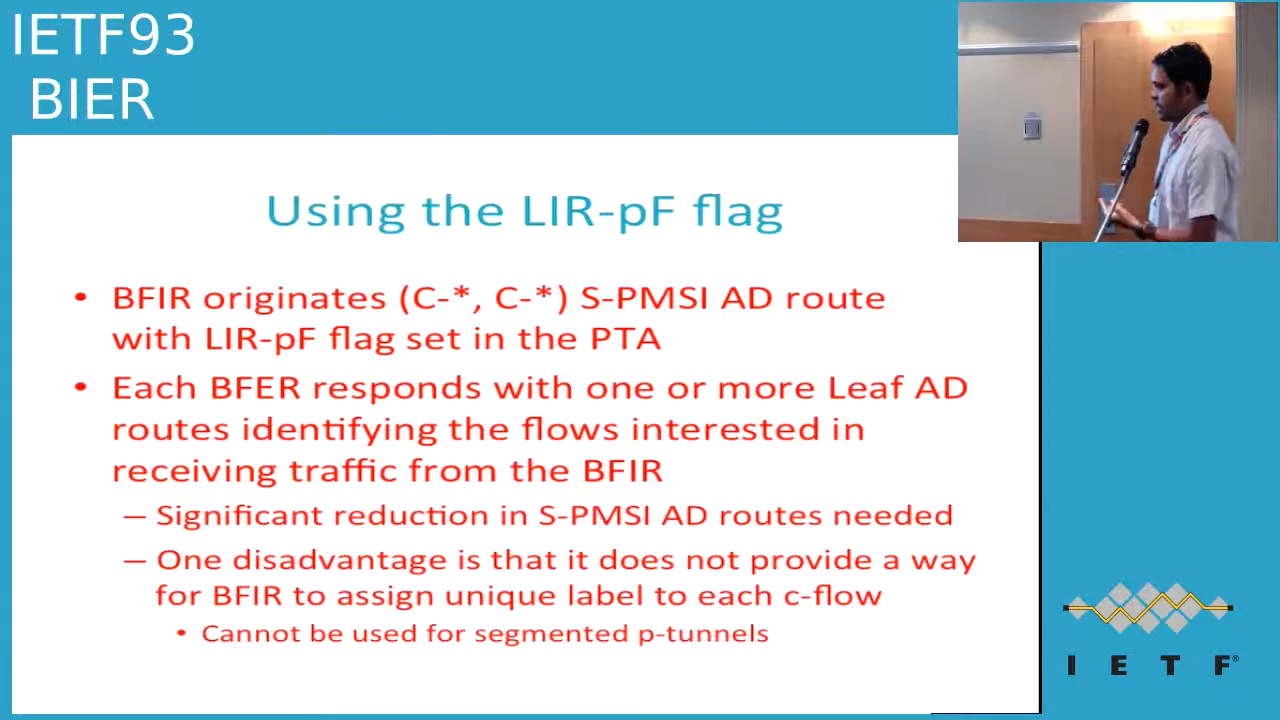 IETF93
BIER
Using the LIR-pF flag
• BFIR originates (C-*, C-*) S-PMSI AD route
with LIR-pF flag set in the PTA
• Each BFER responds with one or more Leaf AD
routes identifying the flows interested in
receiving traffic from the BFIR
– Significant reduction in S-PMSI AD routes needed
– One disadvantage is that it does not provide a way
for BFIR to assign unique label to each c-flow
• Cannot be used for segmented p-tunnels
I E T F®